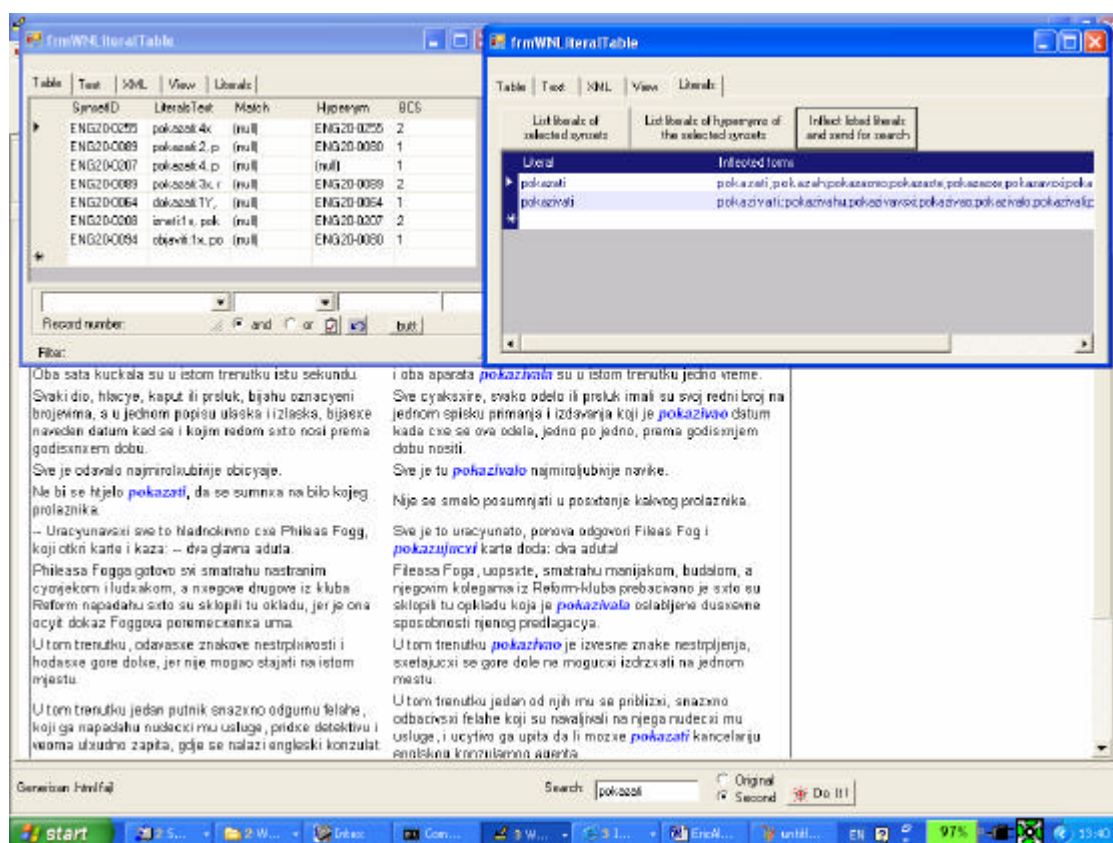 frmWNLiteralTable
Table Text XML View Literals
SynsetID LiteralsText Match Hypernym BCS
ENG20-0255 pokazati:4x (null) ENG20-0255 2
ENG20-0089 pokazati:2, p (null) ENG20-0080 1
ENG20-0207 pokazati:4, p (null) (null) 1
ENG20-0089 pokazati:3x, r (null) ENG20-0089 2
ENG20-0064 dokazati:1Y, (null) ENG20-0064 1
ENG20-0208 izneti:1x, pok (null) ENG20-0207 2
ENG20-0094 objaviti:1x, po (null) ENG20-0080 1
Record number: and or butt
Filter:
frmWNLiteralTable
Table Text XML View Literals
List literals of selected synsets
List literals of hypernyms of the selected synsets
Inflect listed literals and send for search
Literal Inflected forms
pokazati
pokazivati
Oba sata kuckala su u istom trenutku istu sekundu.
i oba aparata pokazivala su u istom trenutku jedno vreme.
Svaki dio, hlacye, kaput ili prsluk, bijahu oznacyeni
brojevima, a u jednom popisu ulaska i izlaska, bijasxe
naveden datum kad se i kojim redom sxto nosi prema
godisxnxem dobu.
Sve cyaksxire, svako odelo ili prsluk imali su svoj redni broj na
jednom spisku primanja i izdavanja koji je pokazivao datum
kada cxe se ova odela, jedno po jedno, prema godisxnjem
dobu nositi.
Sve je odavalo najmirolxubivije obicyaje.
Sve je tu pokazivalo najmiroljubivije navike.
Ne bi se htjelo pokazati, da se sumnxa na bilo kojeg
prolaznika.
Nije se smelo posumnjati u posxtenje kakvog prolaznika.
-- Uracyunavsxi sve to hladnokrvno cxe Phileas Fogg,
koji otkri karte i kaza: -- dva glavna aduta.
Sve je to uracyunato, ponova odgovori Fileas Fog i
pokazujucxi karte doda: dva aduta!
Phileasa Fogga gotovo svi smatrahu nastranim
cyovjekom i ludxakom, a nxegove drugove iz kluba
Reform napadahu sxto su sklopili tu okladu, jer je ona
ocyit dokaz Foggova poremecxenxa uma.
Fileasa Foga, uopsxte, smatrahu manijakom, budalom, a
njegovim kolegama iz Reform-kluba prebacivano je sxto su
sklopili tu opkladu koja je pokazivala oslabljene dusxevne
sposobnosti njenog predlagacya.
U tom trenutku, odavasxe znakove nestrplxivosti i
hodasxe gore dolxe, jer nije mogao stajati na istom
mjestu.
U tom trenutku pokazivao je izvesne znake nestrpljenja,
sxetajucxi se gore dole ne mogucxi izdrzxati na jednom
mestu.
U tom trenutku jedan putnik snazxno odgurnu felahe,
koji ga napadahu nudecxi mu usluge, pridxe detektivu i
veoma ulxudno zapita, gdje se nalazi engleski konzulat
U tom trenutku jedan od njih mu se priblizxi, snazxno
odbacivsxi felahe koji su navaljivali na njega nudecxi mu
usluge, i ucytivo ga upita da li mozxe pokazati kancelariju
engleskog konzularnog agenta.
Generisan .html fajl
Search: pokazati Original Second Do It!
start 2 S... 2 W... Com... 3 W... 3 I... EricN... untitl... EN 97% 13:40